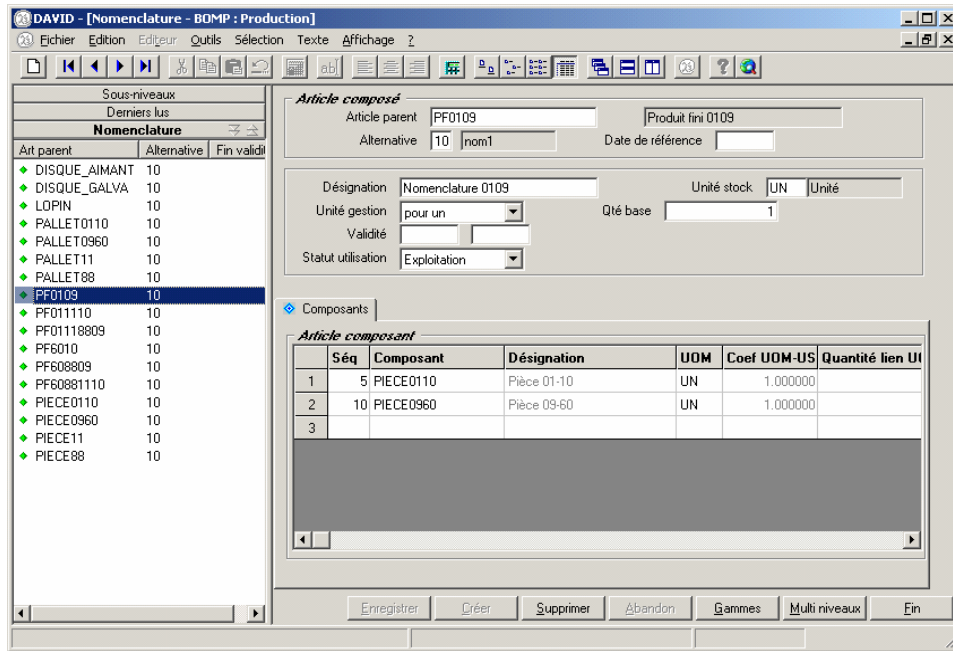 DAVID - [Nomenclature - BOMP : Production]
Fichier Edition Editeur Outils Sélection Texte Affichage ?
abl
Sous-niveaux
Derniers lus
Nomenclature
Art parent Alternative Fin validi
DISQUE_AIMANT 10
DISQUE_GALVA 10
LOPIN 10
PALLET0110 10
PALLET0960 10
PALLET11 10
PALLET88 10
PF0109 10
PF011110 10
PF01118809 10
PF6010 10
PF608809 10
PF60881110 10
PIECE0110 10
PIECE0960 10
PIECE11 10
PIECE88 10
Article composé
Article parent PF0109 Produit fini 0109
Alternative 10 nom1 Date de référence
Désignation Nomenclature 0109 Unité stock UN Unité
Unité gestion pour un Qté base 1
Validité
Statut utilisation Exploitation
Composants
Article composant
Séq Composant Désignation UOM Coef UOM-US Quantité lien U
1 5 PIECE0110 Pièce 01-10 UN 1.000000
2 10 PIECE0960 Pièce 09-60 UN 1.000000
3
Enregistrer Créer Supprimer Abandon Gammes Multi niveaux Fin